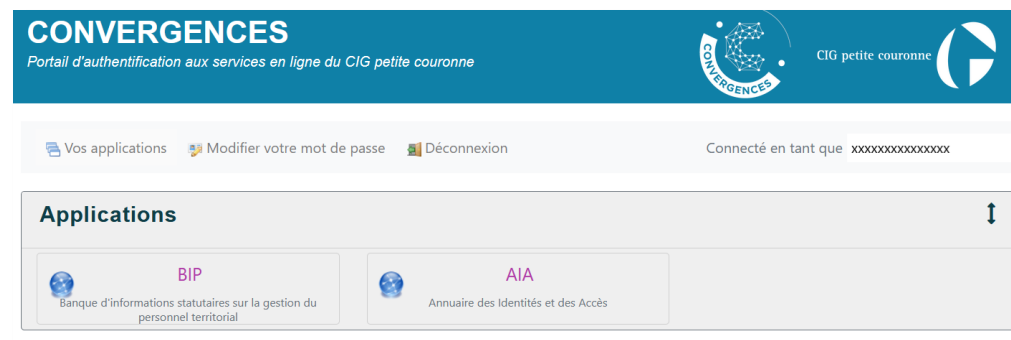 CONVERGENCES
Portail d'authentification aux services en ligne du CIG petite couronne
CONVERGENCES
CIG petite couronne
Vos applications
Modifier votre mot de passe
Déconnexion
Connecté en tant que xxxxxxxxxxxxxxx
Applications
BIP
Banque d'informations statutaires sur la gestion du
personnel territorial
AIA
Annuaire des Identités et des Accès